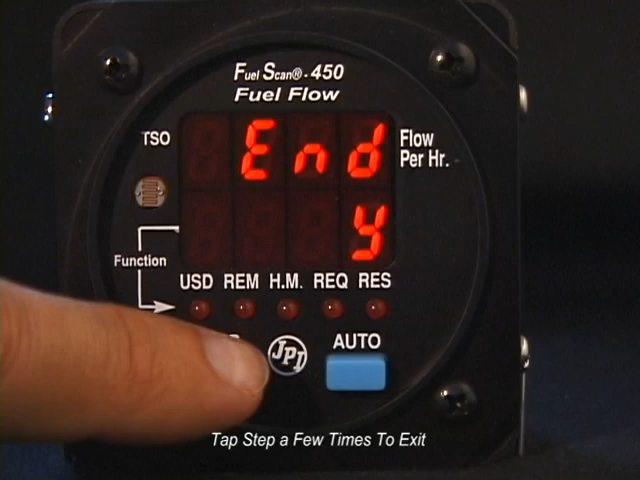 Fuel Scan®-450
Fuel Flow
TSO
End
Flow
Per Hr.
y
Function
USD REM H.M. REQ RES
JPI
AUTO
Tap Step a Few Times To Exit